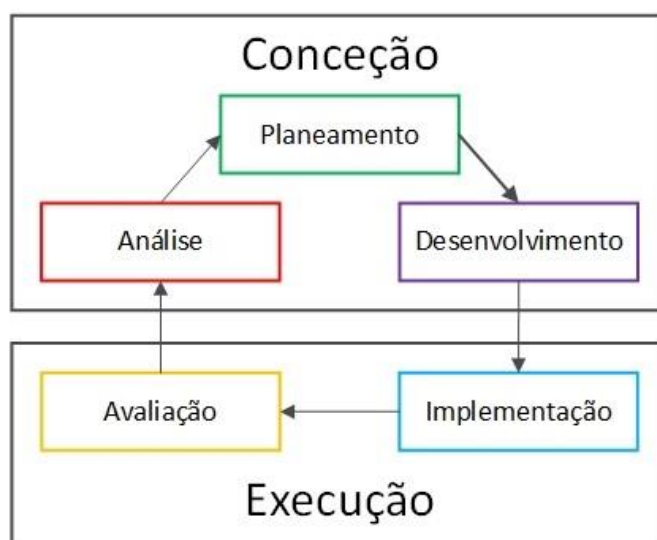 Conceção
Planeamento
Análise
Desenvolvimento
Avaliação
Implementação
Execução